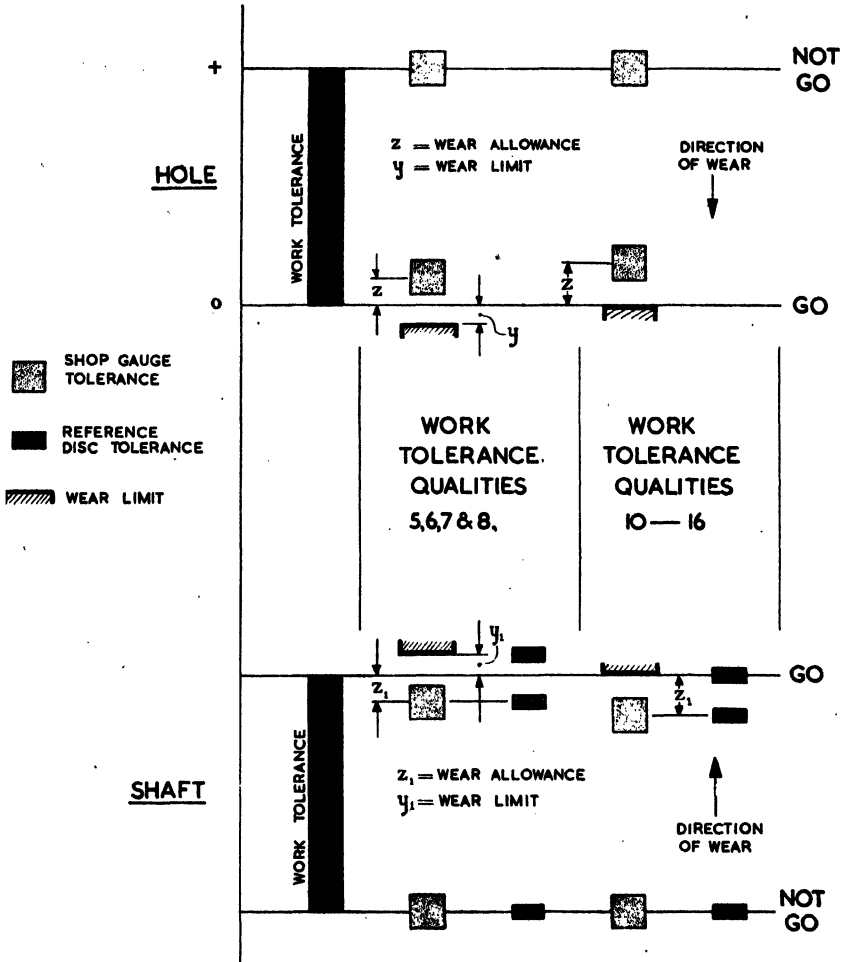 +
NOT
GO
z = WEAR ALLOWANCE
y = WEAR LIMIT
DIRECTION
OF WEAR
HOLE
WORK TOLERANCE
z
z
o
GO
y
SHOP GAUGE
TOLERANCE
REFERENCE
DISC TOLERANCE
WEAR LIMIT
WORK
TOLERANCE.
QUALITIES
5,6,7 & 8,
WORK
TOLERANCE
QUALITIES
10 — 16
y₁
GO
z₁
z₁
WORK TOLERANCE
z₁ = WEAR ALLOWANCE
y₁ = WEAR LIMIT
SHAFT
DIRECTION
OF WEAR
NOT
GO